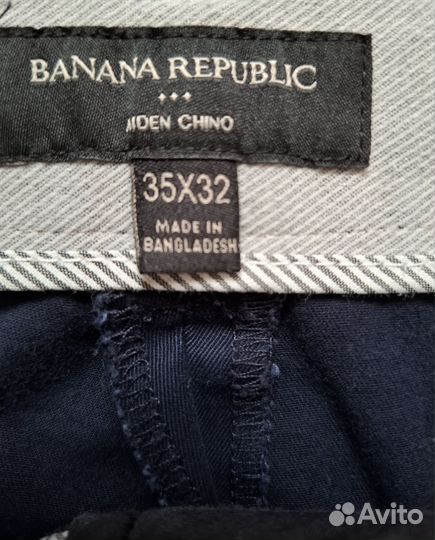 BANANA REPUBLIC
AIDEN CHINO
35X32
MADE IN
BANGLADESH
Avito